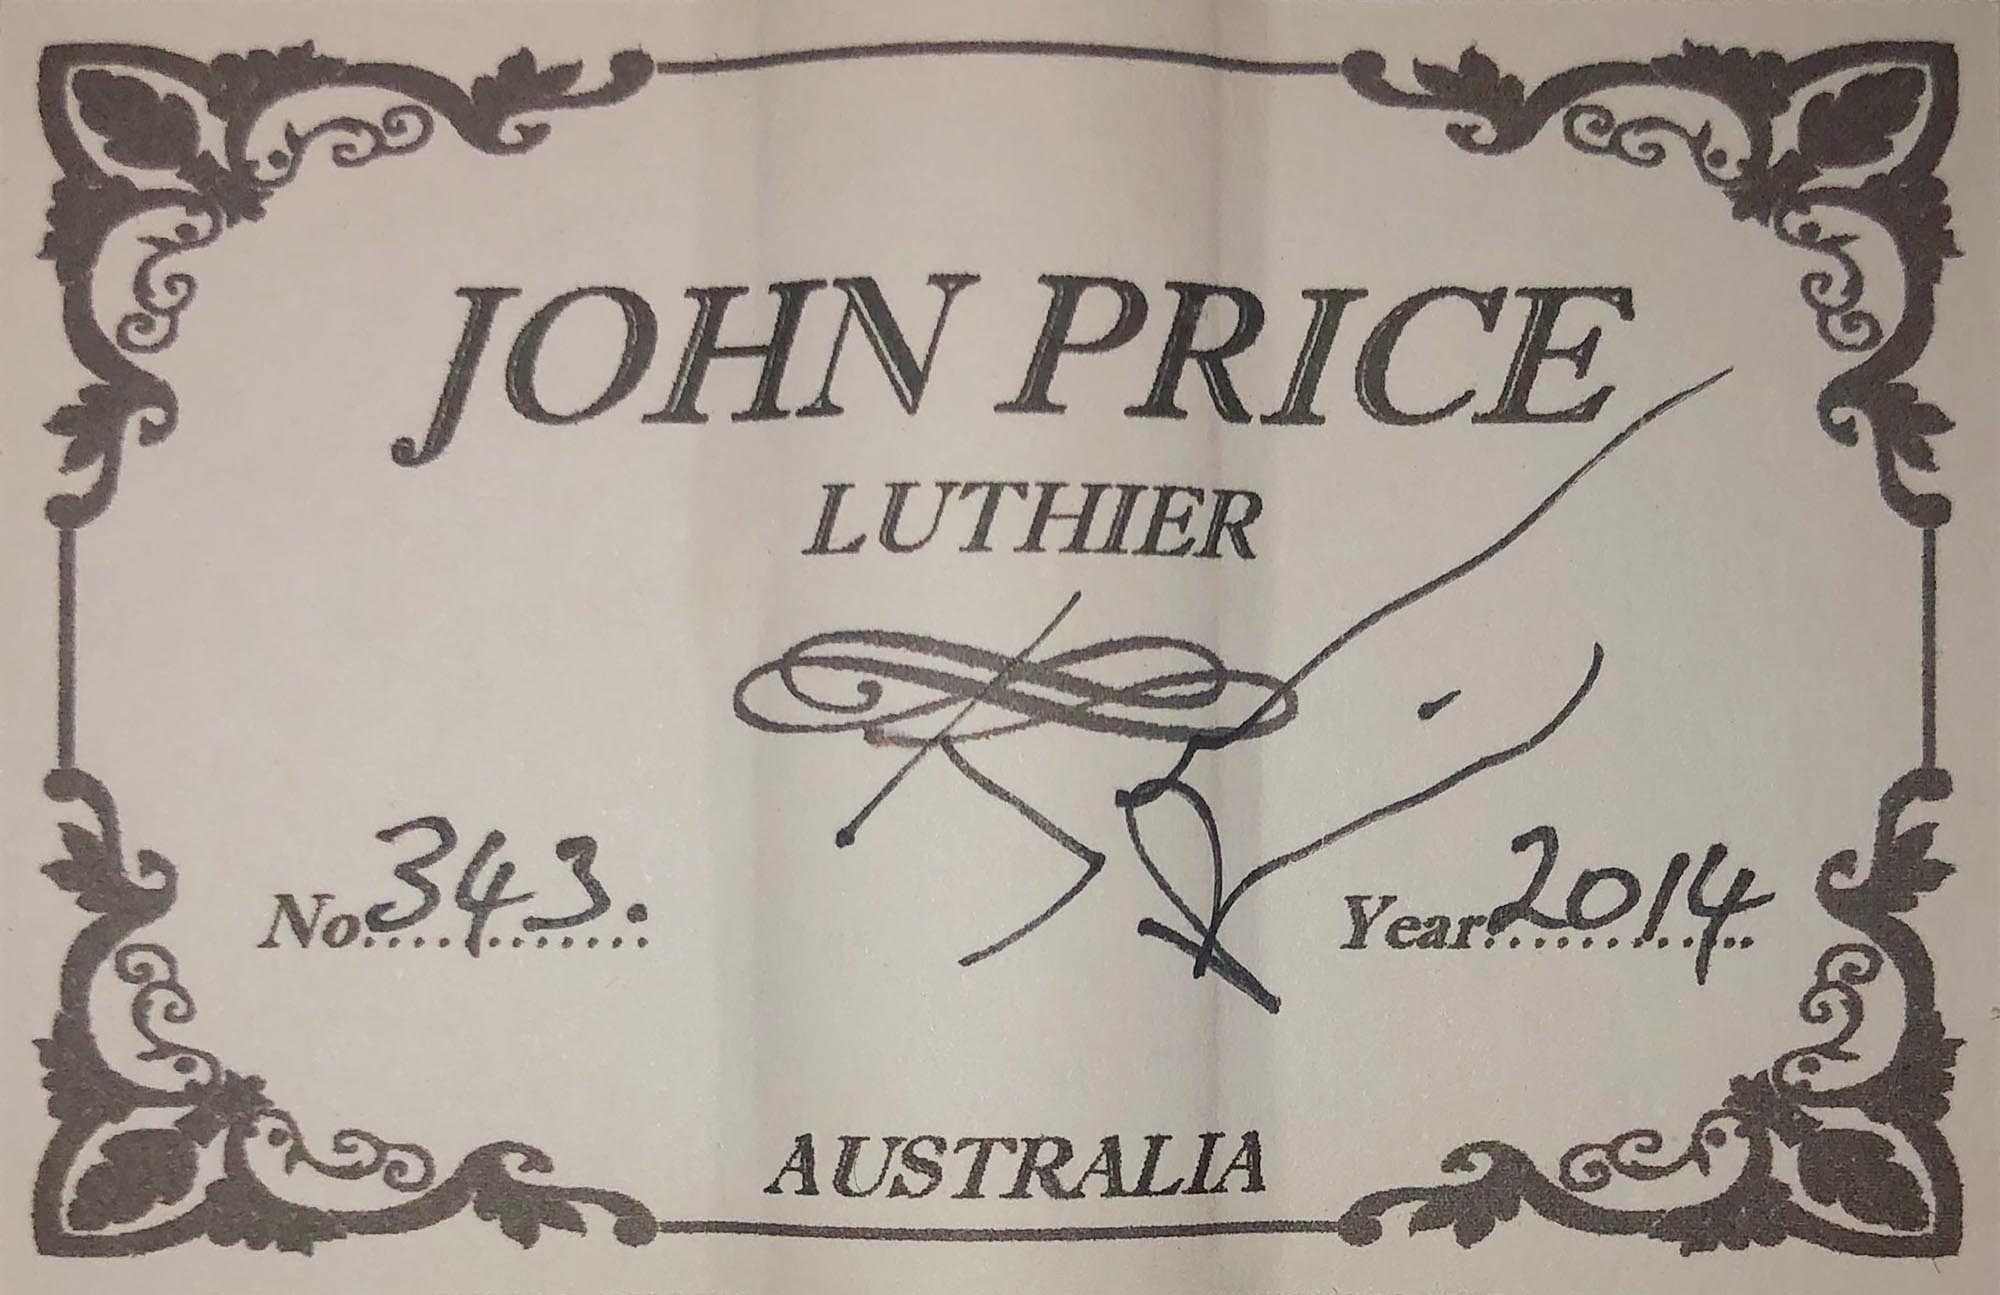 JOHN PRICE
LUTHIER
No............. 343.
Year............. 2014
AUSTRALIA